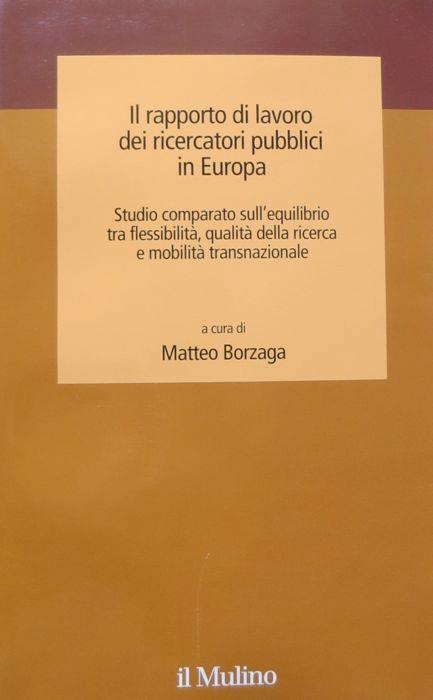 Il rapporto di lavoro
dei ricercatori pubblici
in Europa
Studio comparato sull'equilibrio
tra flessibilità, qualità della ricerca
e mobilità transnazionale
a cura di
Matteo Borzaga
il Mulino